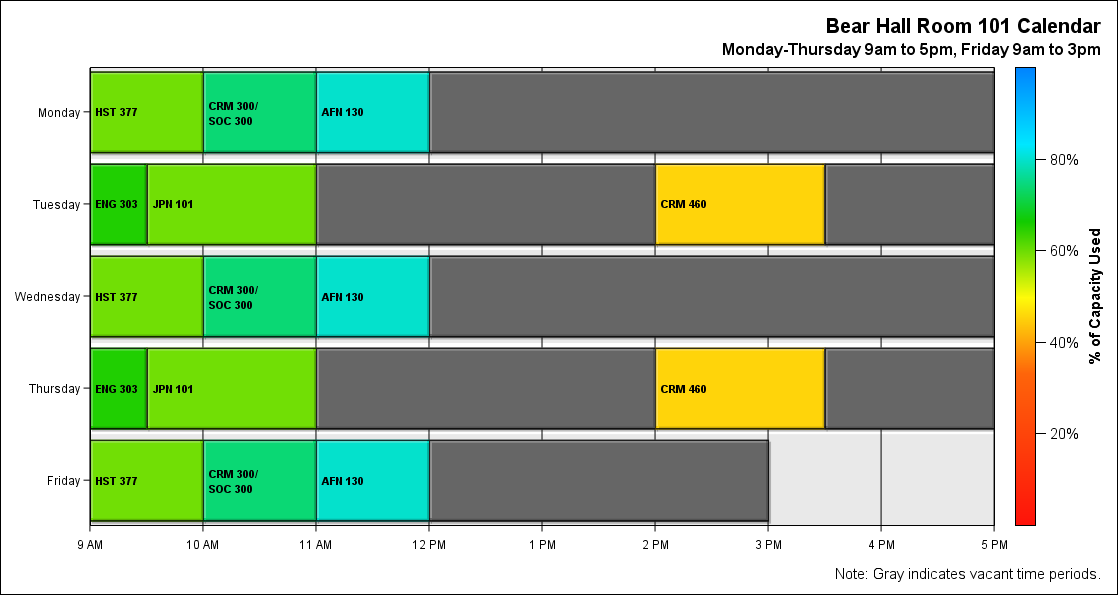 Bear Hall Room 101 Calendar
Monday-Thursday 9am to 5pm, Friday 9am to 3pm
Monday
HST 377
CRM 300/
SOC 300
AFN 130
Tuesday
ENG 303
JPN 101
CRM 460
Wednesday
HST 377
CRM 300/
SOC 300
AFN 130
Thursday
ENG 303
JPN 101
CRM 460
Friday
HST 377
CRM 300/
SOC 300
AFN 130
9 AM
10 AM
11 AM
12 PM
1 PM
2 PM
3 PM
4 PM
5 PM
80%
60%
40%
20%
% of Capacity Used
Note: Gray indicates vacant time periods.